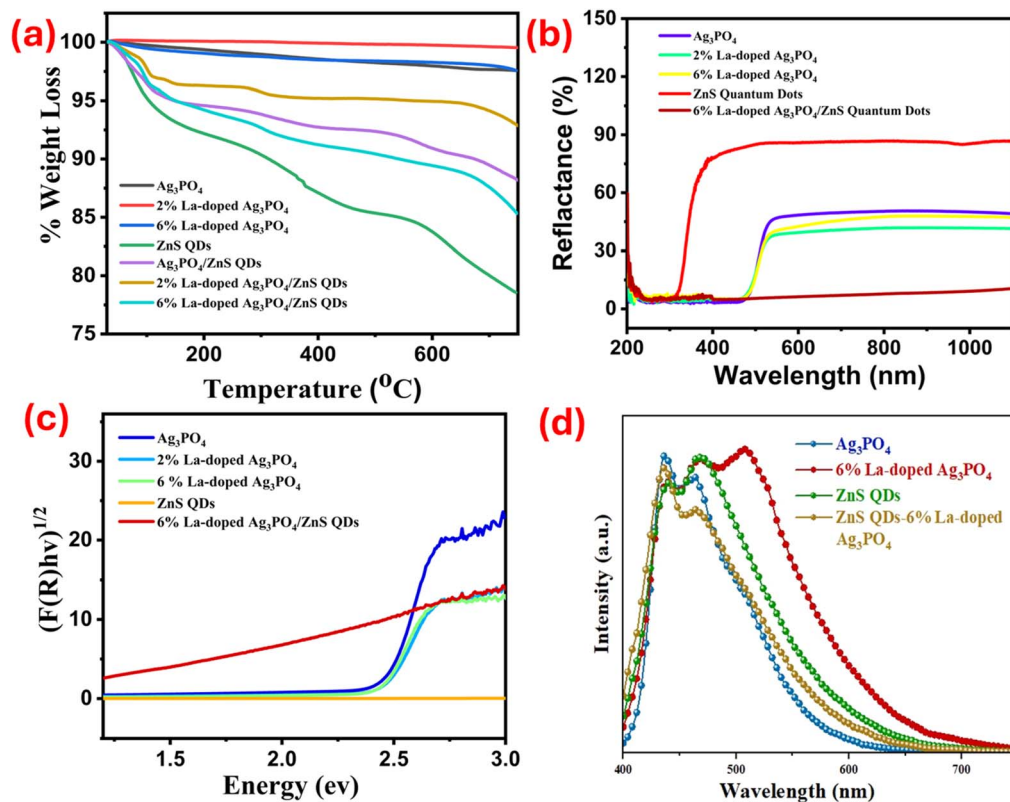 (a)
% Weight Loss
100
95
90
85
80
75
Ag₃PO₄
2% La-doped Ag₃PO₄
6% La-doped Ag₃PO₄
ZnS QDs
Ag₃PO₄/ZnS QDs
2% La-doped Ag₃PO₄/ZnS QDs
6% La-doped Ag₃PO₄/ZnS QDs
200
400
600
Temperature (⁰C)
(b)
Reflactance (%)
150
120
90
60
30
0
Ag₃PO₄
2% La-doped Ag₃PO₄
6% La-doped Ag₃PO₄
ZnS Quantum Dots
6% La-doped Ag₃PO₄/ZnS Quantum Dots
200
400
600
800
1000
Wavelength (nm)
(c)
(F(R)hv)¹/²
30
20
10
0
Ag₃PO₄
2% La-doped Ag₃PO₄
6 % La-doped Ag₃PO₄
ZnS QDs
6% La-doped Ag₃PO₄/ZnS QDs
1.5
2.0
2.5
3.0
Energy (ev)
(d)
Intensity (a.u.)
Ag₃PO₄
6% La-doped Ag₃PO₄
ZnS QDs
ZnS QDs-6% La-doped
Ag₃PO₄
400
500
600
700
Wavelength (nm)